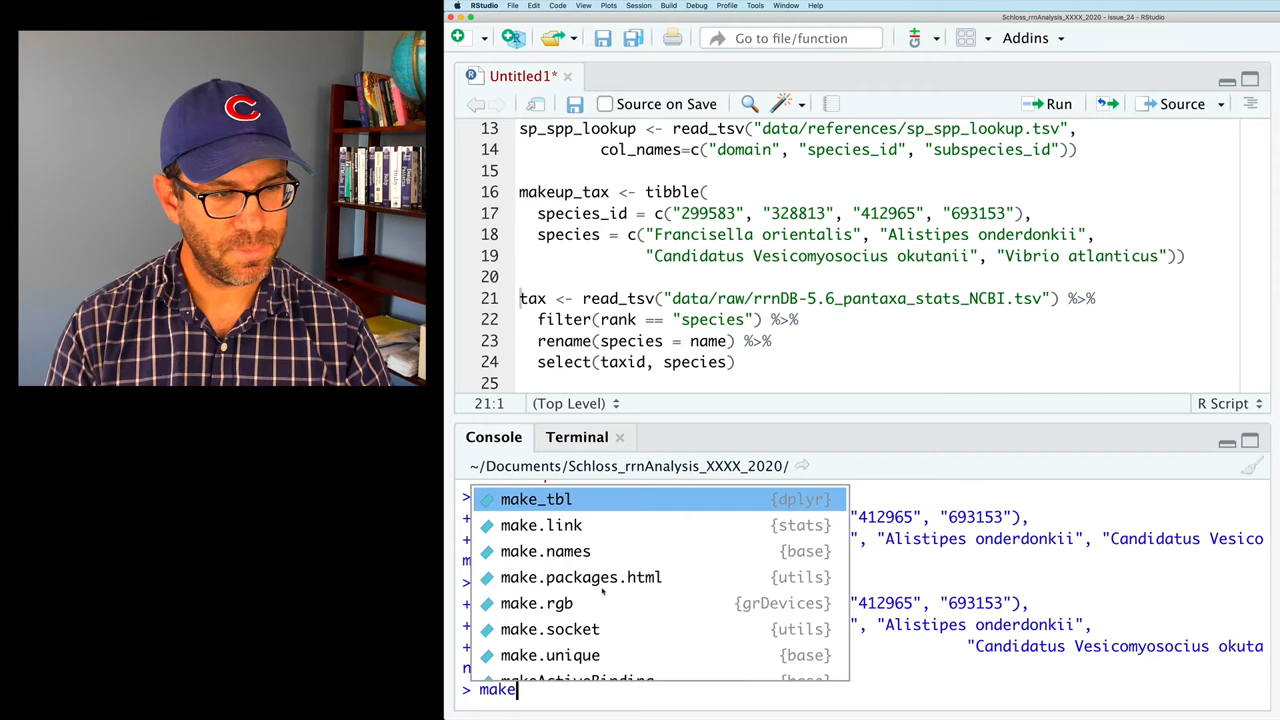 RStudio File Edit Code View Plots Session Build Debug Profile Tools Window Help
Schloss_rrnAnalysis_XXXX_2020 - issue_24 - RStudio
Go to file/function
Addins
Untitled1*
Source on Save
Run
Source
13 sp_spp_lookup <- read_tsv("data/references/sp_spp_lookup.tsv",
14 col_names=c("domain", "species_id", "subspecies_id"))
15
16 makeup_tax <- tibble(
17 species_id = c("299583", "328813", "412965", "693153"),
18 species = c("Francisella orientalis", "Alistipes onderdonkii",
19 "Candidatus Vesicomyosocius okutanii", "Vibrio atlanticus"))
20
21 tax <- read_tsv("data/raw/rrnDB-5.6_pantaxa_stats_NCBI.tsv") %>%
22 filter(rank == "species") %>%
23 rename(species = name) %>%
24 select(taxid, species)
25
21:1 (Top Level) R Script
Console Terminal
~/Documents/Schloss_rrnAnalysis_XXXX_2020/
>
make_tbl {dplyr}
+ "412965", "693153"),
make.link {stats}
+ ", "Alistipes onderdonkii", "Candidatus Vesico
make.names {base}
m
make.packages.html {utils}
>
make.rgb {grDevices}
+ "412965", "693153"),
make.socket {utils}
+ ", "Alistipes onderdonkii",
+ "Candidatus Vesicomyosocius okuta
make.unique {base}
n
makeActiveBinding {base}
> make
C